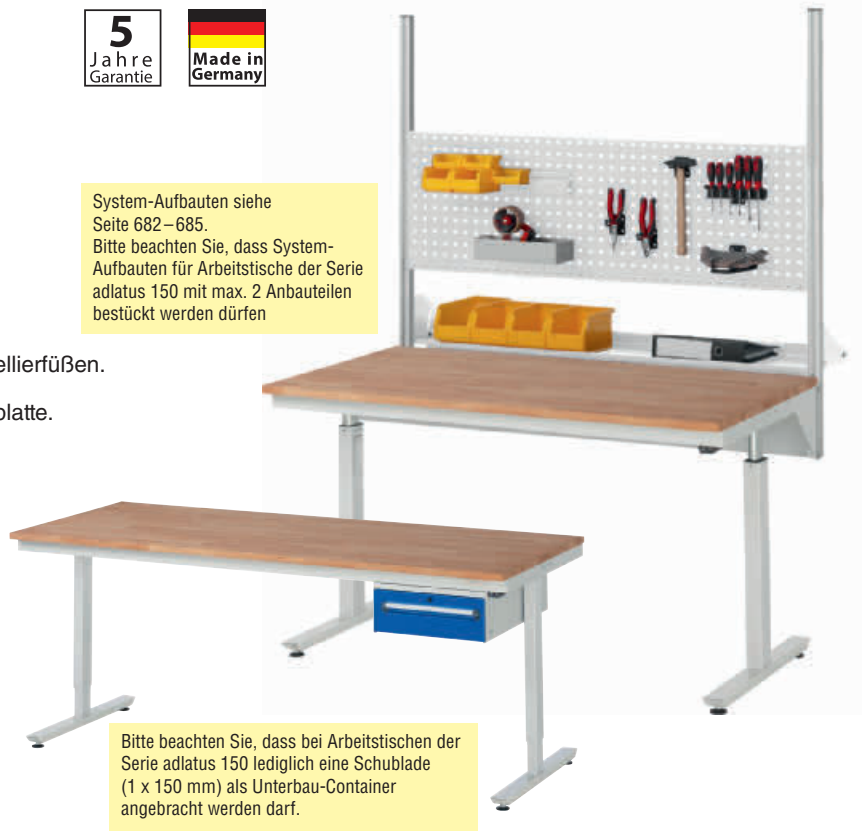 5
Jahre
Garantie
Made in
Germany
System-Aufbauten siehe
Seite 682–685.
Bitte beachten Sie, dass System-
Aufbauten für Arbeitstische der Serie
adlatus 150 mit max. 2 Anbauteilen
bestückt werden dürfen
ellierfüßen.
platte.
Bitte beachten Sie, dass bei Arbeitstischen der
Serie adlatus 150 lediglich eine Schublade
(1 x 150 mm) als Unterbau-Container
angebracht werden darf.